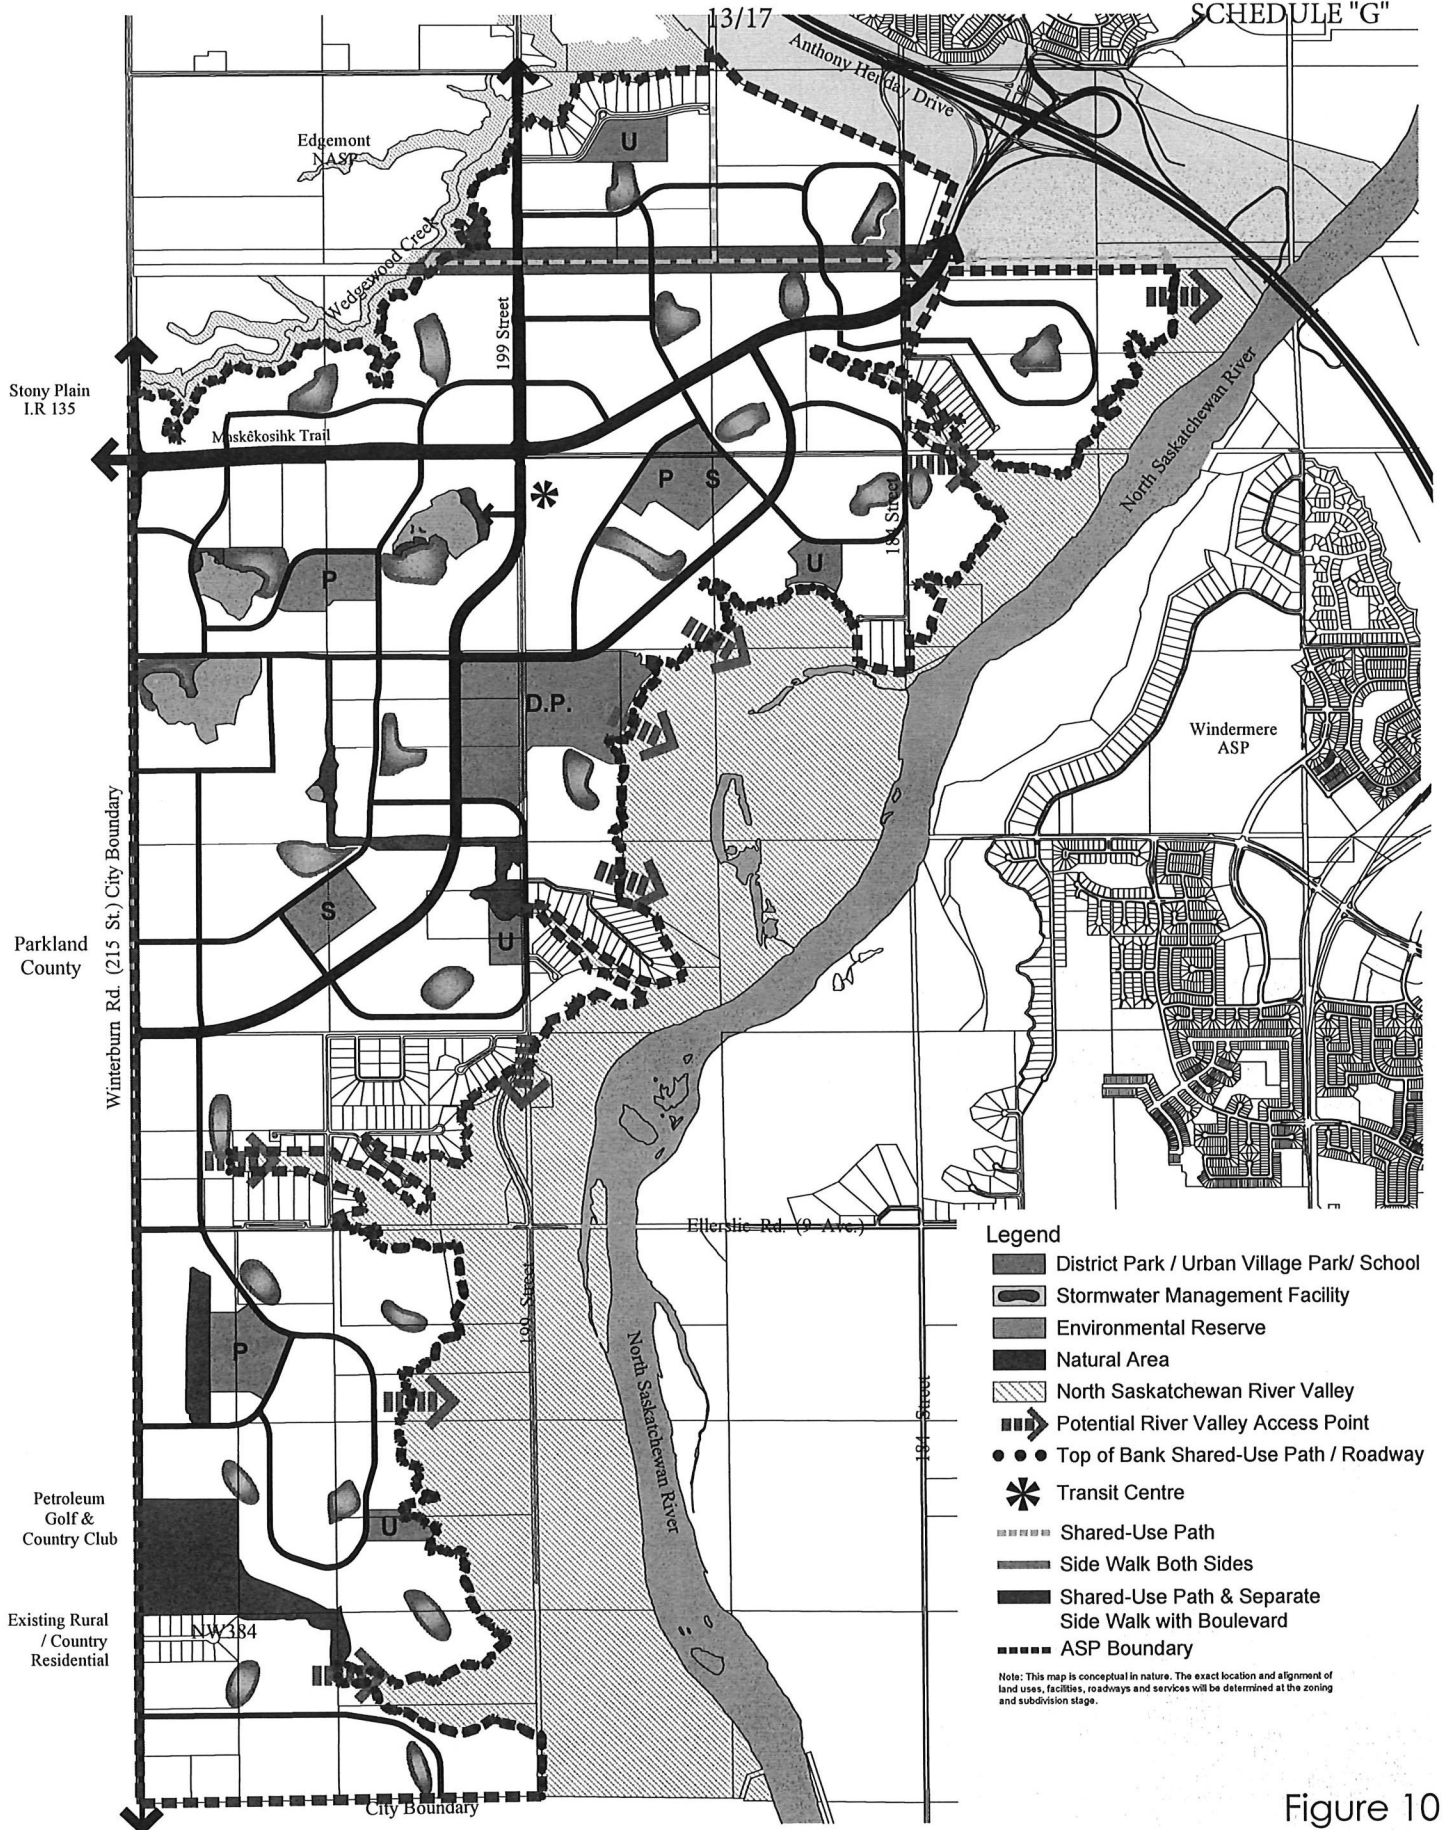 13/17
SCHEDULE "G"
Anthony Henday Drive
Edgemont
NASP
U
Wedgewood Creek
199 Street
Stony Plain
I.R 135
Maskêkosihk Trail
North Saskatchewan River
P S
184 Street
P
U
D.P.
Windermere
ASP
Winterburn Rd. (215 St.) City Boundary
S
U
Parkland
County
Ellerslie Rd. (9 Ave.)
199 Street
P
North Saskatchewan River
184 Street
Petroleum
Golf &
Country Club
U
Existing Rural
/ Country
Residential
NW384
City Boundary
Legend
District Park / Urban Village Park/ School
Stormwater Management Facility
Environmental Reserve
Natural Area
North Saskatchewan River Valley
Potential River Valley Access Point
Top of Bank Shared-Use Path / Roadway
Transit Centre
Shared-Use Path
Side Walk Both Sides
Shared-Use Path & Separate
Side Walk with Boulevard
ASP Boundary
Note: This map is conceptual in nature. The exact location and alignment of
land uses, facilities, roadways and services will be determined at the zoning
and subdivision stage.
Figure 10